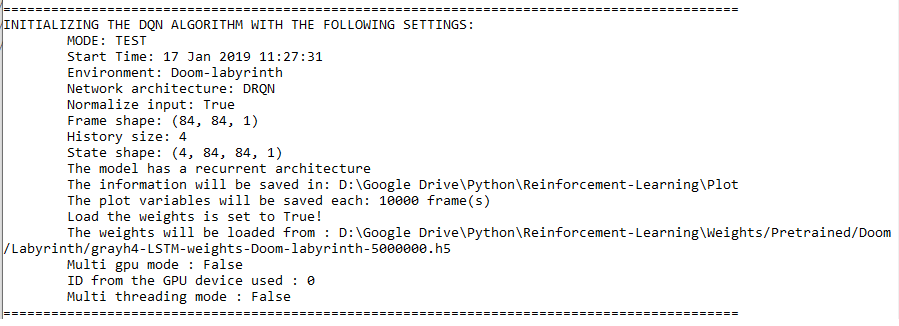 ============================================================================================
INITIALIZING THE DQN ALGORITHM WITH THE FOLLOWING SETTINGS:
MODE: TEST
Start Time: 17 Jan 2019 11:27:31
Environment: Doom-labyrinth
Network architecture: DRQN
Normalize input: True
Frame shape: (84, 84, 1)
History size: 4
State shape: (4, 84, 84, 1)
The model has a recurrent architecture
The information will be saved in: D:\Google Drive\Python\Reinforcement-Learning\Plot
The plot variables will be saved each: 10000 frame(s)
Load the weights is set to True!
The weights will be loaded from : D:\Google Drive\Python\Reinforcement-Learning\Weights/Pretrained/Doom
/Labyrinth/grayh4-LSTM-weights-Doom-labyrinth-5000000.h5
Multi gpu mode : False
ID from the GPU device used : 0
Multi threading mode : False
============================================================================================